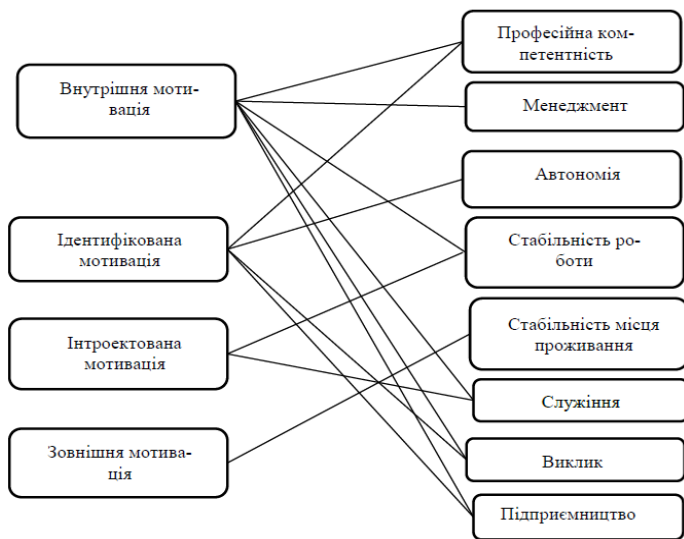 Внутрішня моти-
вація
Ідентифікована
мотивація
Інтроектована
мотивація
Зовнішня мотива-
ція
Професійна ком-
петентність
Менеджмент
Автономія
Стабільність ро-
боти
Стабільність місця
проживання
Служіння
Виклик
Підприємництво